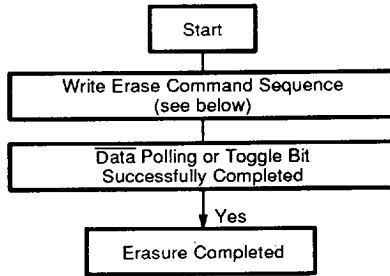 Start
Write Erase Command Sequence
(see below)
Data Polling or Toggle Bit
Successfully Completed
Yes
Erasure Completed